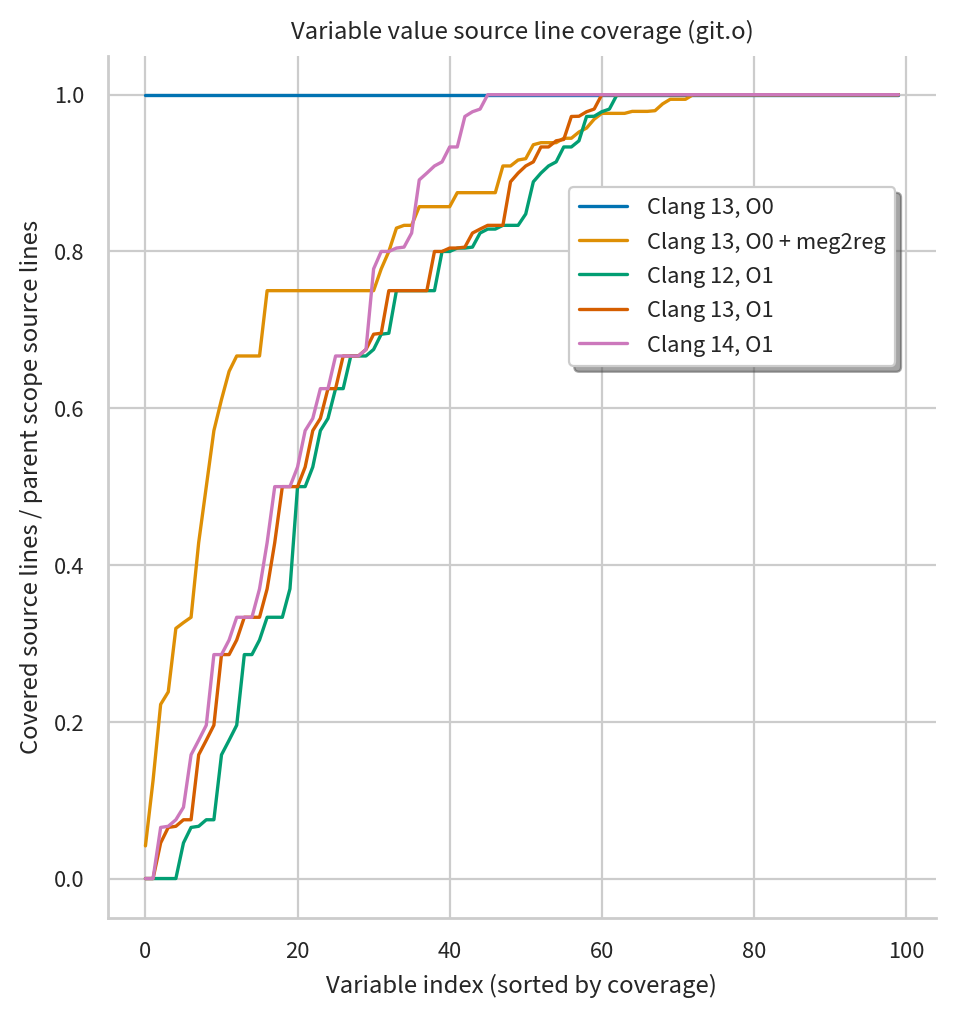 Variable value source line coverage (git.o)
Covered source lines / parent scope source lines
1.0
0.8
0.6
0.4
0.2
0.0
Clang 13, O0
Clang 13, O0 + meg2reg
Clang 12, O1
Clang 13, O1
Clang 14, O1
0 20 40 60 80 100
Variable index (sorted by coverage)